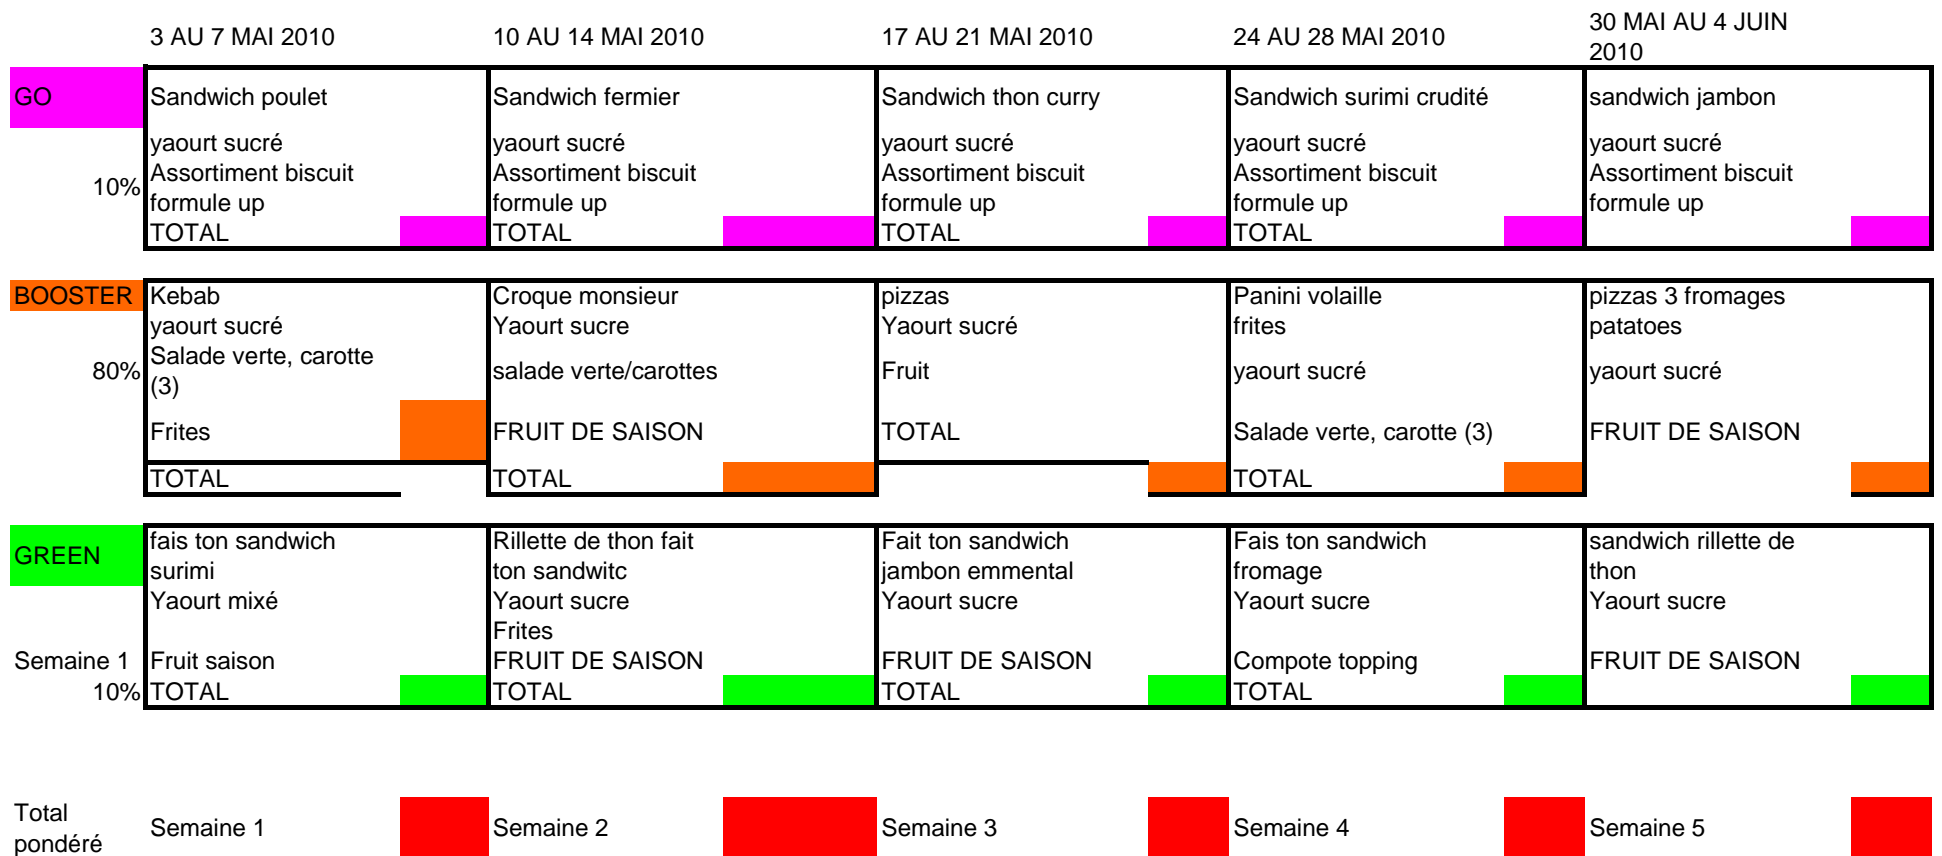 3 AU 7 MAI 2010 10 AU 14 MAI 2010 17 AU 21 MAI 2010 24 AU 28 MAI 2010 30 MAI AU 4 JUIN
2010
GO Sandwich poulet Sandwich fermier Sandwich thon curry Sandwich surimi crudité sandwich jambon
yaourt sucré yaourt sucré yaourt sucré yaourt sucré yaourt sucré
10% Assortiment biscuit Assortiment biscuit Assortiment biscuit Assortiment biscuit Assortiment biscuit
formule up formule up formule up formule up formule up
TOTAL TOTAL TOTAL TOTAL
BOOSTER Kebab Croque monsieur pizzas Panini volaille pizzas 3 fromages
yaourt sucré Yaourt sucre Yaourt sucré frites patatoes
80% Salade verte, carotte salade verte/carottes Fruit yaourt sucré yaourt sucré
(3)
Frites FRUIT DE SAISON TOTAL Salade verte, carotte (3) FRUIT DE SAISON
TOTAL TOTAL TOTAL
GREEN fais ton sandwich Rillette de thon fait Fait ton sandwich Fais ton sandwich sandwich rillette de
surimi ton sandwitc jambon emmental fromage thon
Yaourt mixé Yaourt sucre Yaourt sucre Yaourt sucre Yaourt sucre
Frites
Semaine 1 Fruit saison FRUIT DE SAISON FRUIT DE SAISON Compote topping FRUIT DE SAISON
10% TOTAL TOTAL TOTAL TOTAL
Total
pondéré Semaine 1 Semaine 2 Semaine 3 Semaine 4 Semaine 5